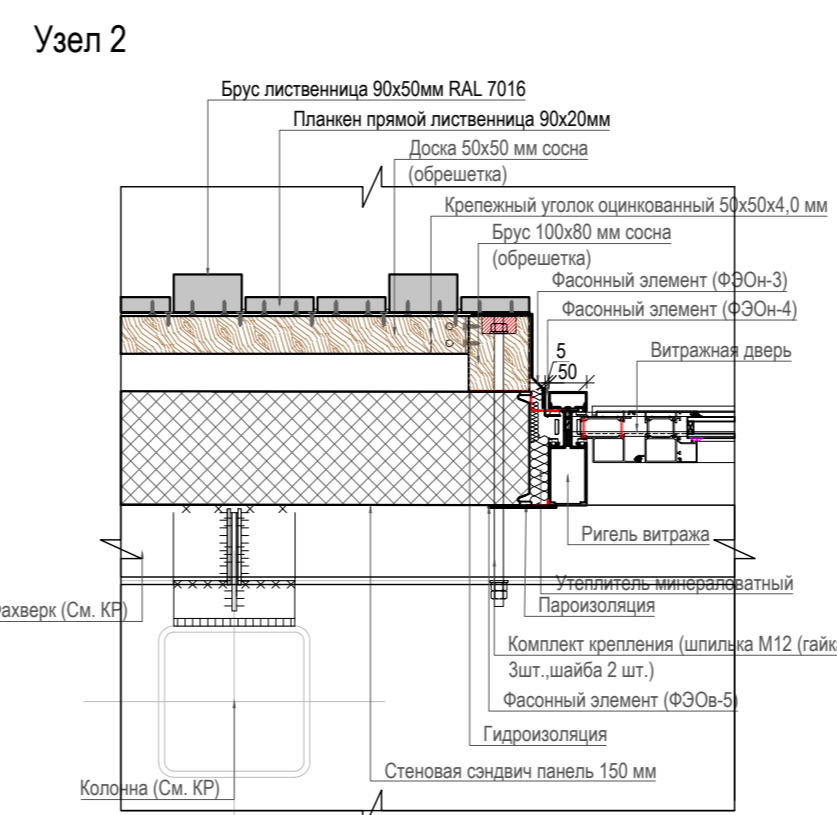 Узел 2
Брус лиственница 90х50мм RAL 7016
Планкен прямой лиственница 90х20мм
Доска 50х50 мм сосна
(обрешетка)
Крепежный уголок оцинкованный 50х50х4,0 мм
Брус 100х80 мм сосна
(обрешетка)
Фасонный элемент (ФЭОн-3)
Фасонный элемент (ФЭОн-4)
5
Витражная дверь
50
Ригель витража
Утеплитель минераловатный
Пароизоляция
ахверк (См. КР)
Комплект крепления (шпилька М12 (гайка
3шт.,шайба 2 шт.)
Фасонный элемент (ФЭОв-5)
Гидроизоляция
Стеновая сэндвич панель 150 мм
Колонна (См. КР)